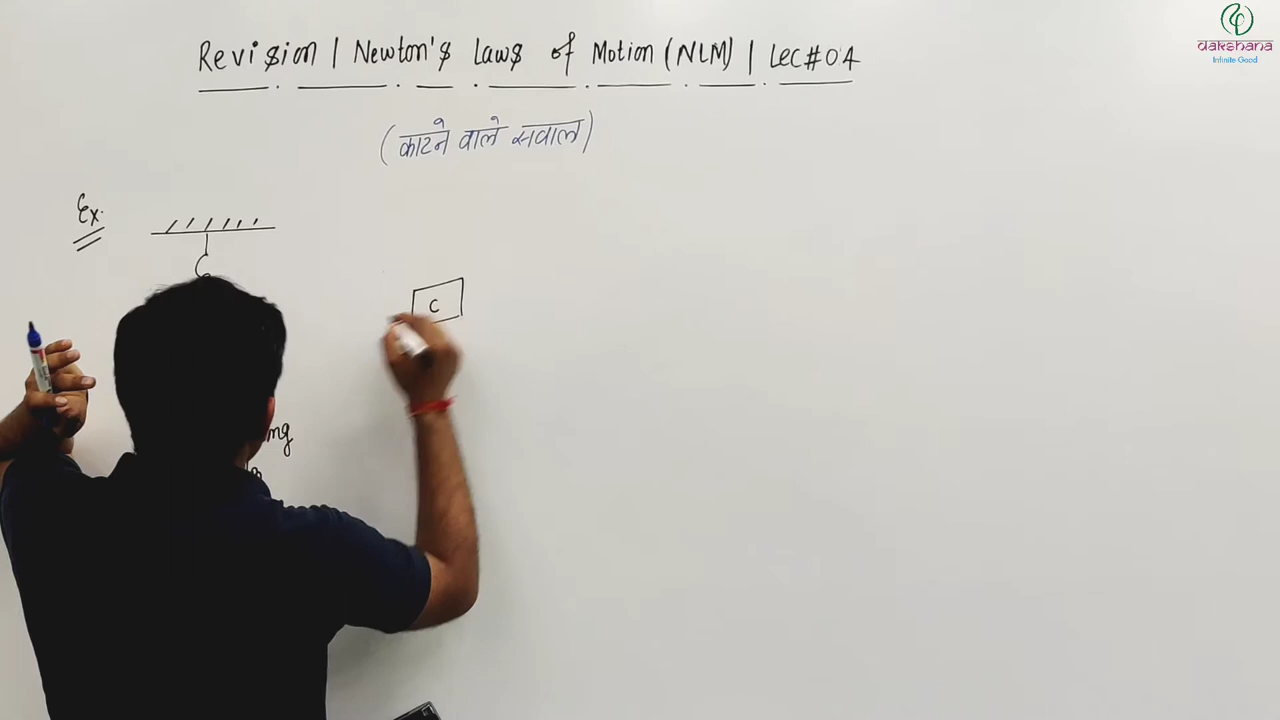 Revision | Newton's Laws of Motion (NLM) | Lec#04
(काटने वाले सवाल)
Ex.
C
mg
dakshana
Infinite Good